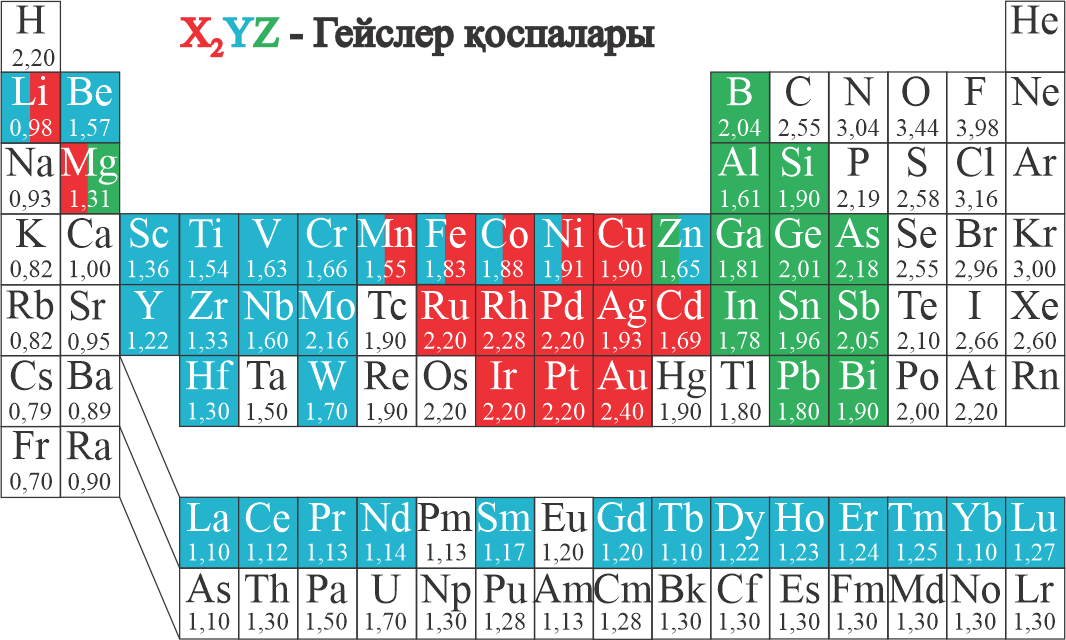 H He
2,20
X₂YZ - Гейслер қоспалары
Li Be B C N O F Ne
0,98 1,57 2,04 2,55 3,04 3,44 3,98
Na Mg Al Si P S Cl Ar
0,93 1,31 1,61 1,90 2,19 2,58 3,16
K Ca Sc Ti V Cr Mn Fe Co Ni Cu Zn Ga Ge As Se Br Kr
0,82 1,00 1,36 1,54 1,63 1,66 1,55 1,83 1,88 1,91 1,90 1,65 1,81 2,01 2,18 2,55 2,96 3,00
Rb Sr Y Zr Nb Mo Tc Ru Rh Pd Ag Cd In Sn Sb Te I Xe
0,82 0,95 1,22 1,33 1,60 2,16 1,90 2,20 2,28 2,20 1,93 1,69 1,78 1,96 2,05 2,10 2,66 2,60
Cs Ba Hf Ta W Re Os Ir Pt Au Hg Tl Pb Bi Po At Rn
0,79 0,89 1,30 1,50 1,70 1,90 2,20 2,20 2,20 2,40 1,90 1,80 1,80 1,90 2,00 2,20
Fr Ra
0,70 0,90
La Ce Pr Nd Pm Sm Eu Gd Tb Dy Ho Er Tm Yb Lu
1,10 1,12 1,13 1,14 1,13 1,17 1,20 1,20 1,10 1,22 1,23 1,24 1,25 1,10 1,27
As Th Pa U Np Pu Am Cm Bk Cf Es Fm Md No Lr
1,10 1,30 1,50 1,70 1,30 1,28 1,13 1,28 1,30 1,30 1,30 1,30 1,30 1,30 1,30